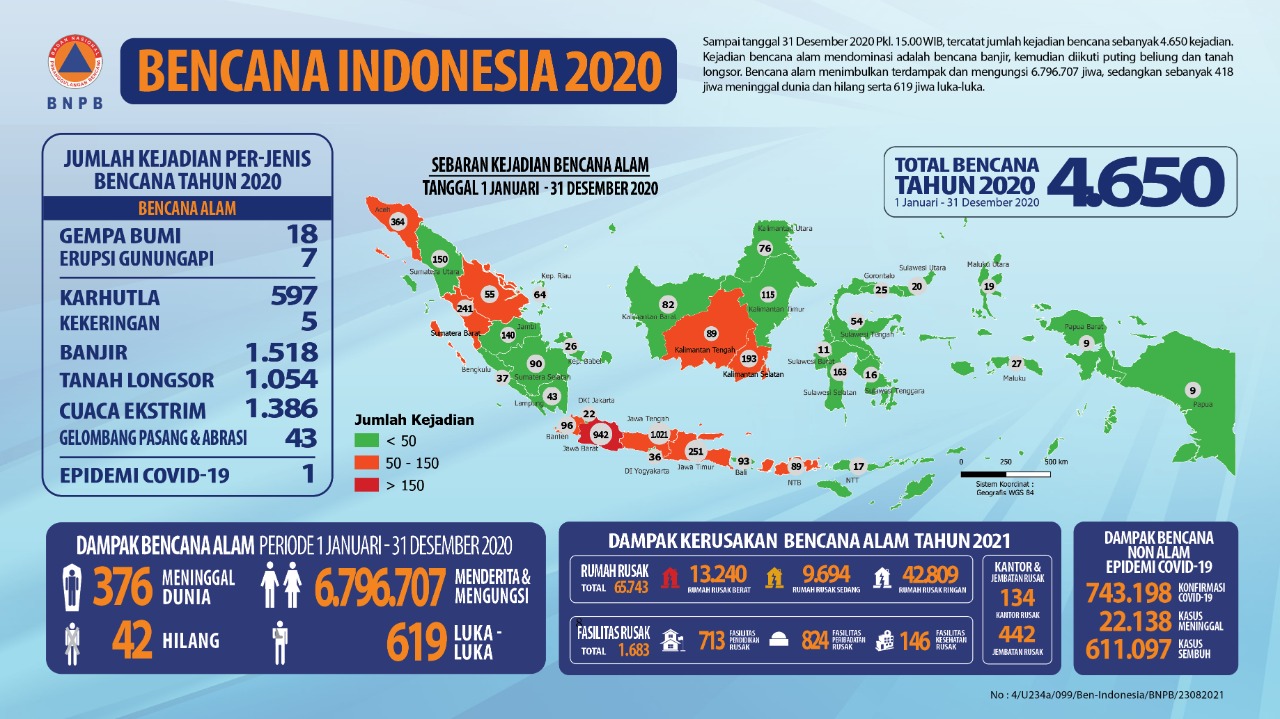 BADAN NASIONAL
PENANGGULANGAN BENCANA
BNPB
BENCANA INDONESIA 2020
Sampai tanggal 31 Desember 2020 Pkl. 15.00 WIB, tercatat jumlah kejadian bencana sebanyak 4.650 kejadian.
Kejadian bencana alam mendominasi adalah bencana banjir, kemudian diikuti puting beliung dan tanah
longsor. Bencana alam menimbulkan terdampak dan mengungsi 6.796.707 jiwa, sedangkan sebanyak 418
jiwa meninggal dunia dan hilang serta 619 jiwa luka-luka.
JUMLAH KEJADIAN PER-JENIS
BENCANA TAHUN 2020
BENCANA ALAM
GEMPA BUMI 18
ERUPSI GUNUNGAPI 7
KARHUTLA 597
KEKERINGAN 5
BANJIR 1.518
TANAH LONGSOR 1.054
CUACA EKSTRIM 1.386
GELOMBANG PASANG & ABRASI 43
EPIDEMI COVID-19 1
SEBARAN KEJADIAN BENCANA ALAM
TANGGAL 1 JANUARI - 31 DESEMBER 2020
TOTAL BENCANA
TAHUN 2020
1 Januari - 31 Desember 2020
4.650
Aceh
364
150
Sumatera Utara
55
Kep. Riau
64
241
Sumatera Barat
Jambi
140
26
Kep. Babel
Bengkulu
37
90
Sumatera Selatan
Lampung
43
DKI Jakarta
22
96
Banten
942
Jawa Barat
Jawa Tengah
1.021
36
DI Yogyakarta
251
Jawa Timur
93
Bali
89
NTB
17
NTT
Kalimantan Utara
76
82
Kalimantan Barat
115
Kalimantan Timur
89
Kalimantan Tengah
193
Kalimantan Selatan
Gorontalo
25
Sulawesi Utara
20
54
Sulawesi Tengah
11
Sulawesi Barat
163
Sulawesi Selatan
16
Sulawesi Tenggara
Maluku Utara
19
27
Maluku
Papua Barat
9
9
Papua
Jumlah Kejadian
< 50
50 - 150
> 150
0 250 500 km
Sistem Koordinat :
Geografis WGS 84
DAMPAK BENCANA ALAM PERIODE 1 JANUARI - 31 DESEMBER 2020
376 MENINGGAL DUNIA
6.796.707 MENDERITA & MENGUNGSI
42 HILANG
619 LUKA - LUKA
DAMPAK KERUSAKAN BENCANA ALAM TAHUN 2021
RUMAH RUSAK
TOTAL 65.743
13.240
RUMAH RUSAK BERAT
9.694
RUMAH RUSAK SEDANG
42.809
RUMAH RUSAK RINGAN
8
FASILITAS RUSAK
TOTAL 1.683
713 FASILITAS PENDIDIKAN RUSAK
824 FASILITAS PERIBADATAN RUSAK
146 FASILITAS KESEHATAN RUSAK
KANTOR &
JEMBATAN RUSAK
134
KANTOR RUSAK
442
JEMBATAN RUSAK
DAMPAK BENCANA
NON ALAM
EPIDEMI COVID-19
743.198 KONFIRMASI COVID-19
22.138 KASUS MENINGGAL
611.097 KASUS SEMBUH
No : 4/U234a/099/Ben-Indonesia/BNPB/23082021